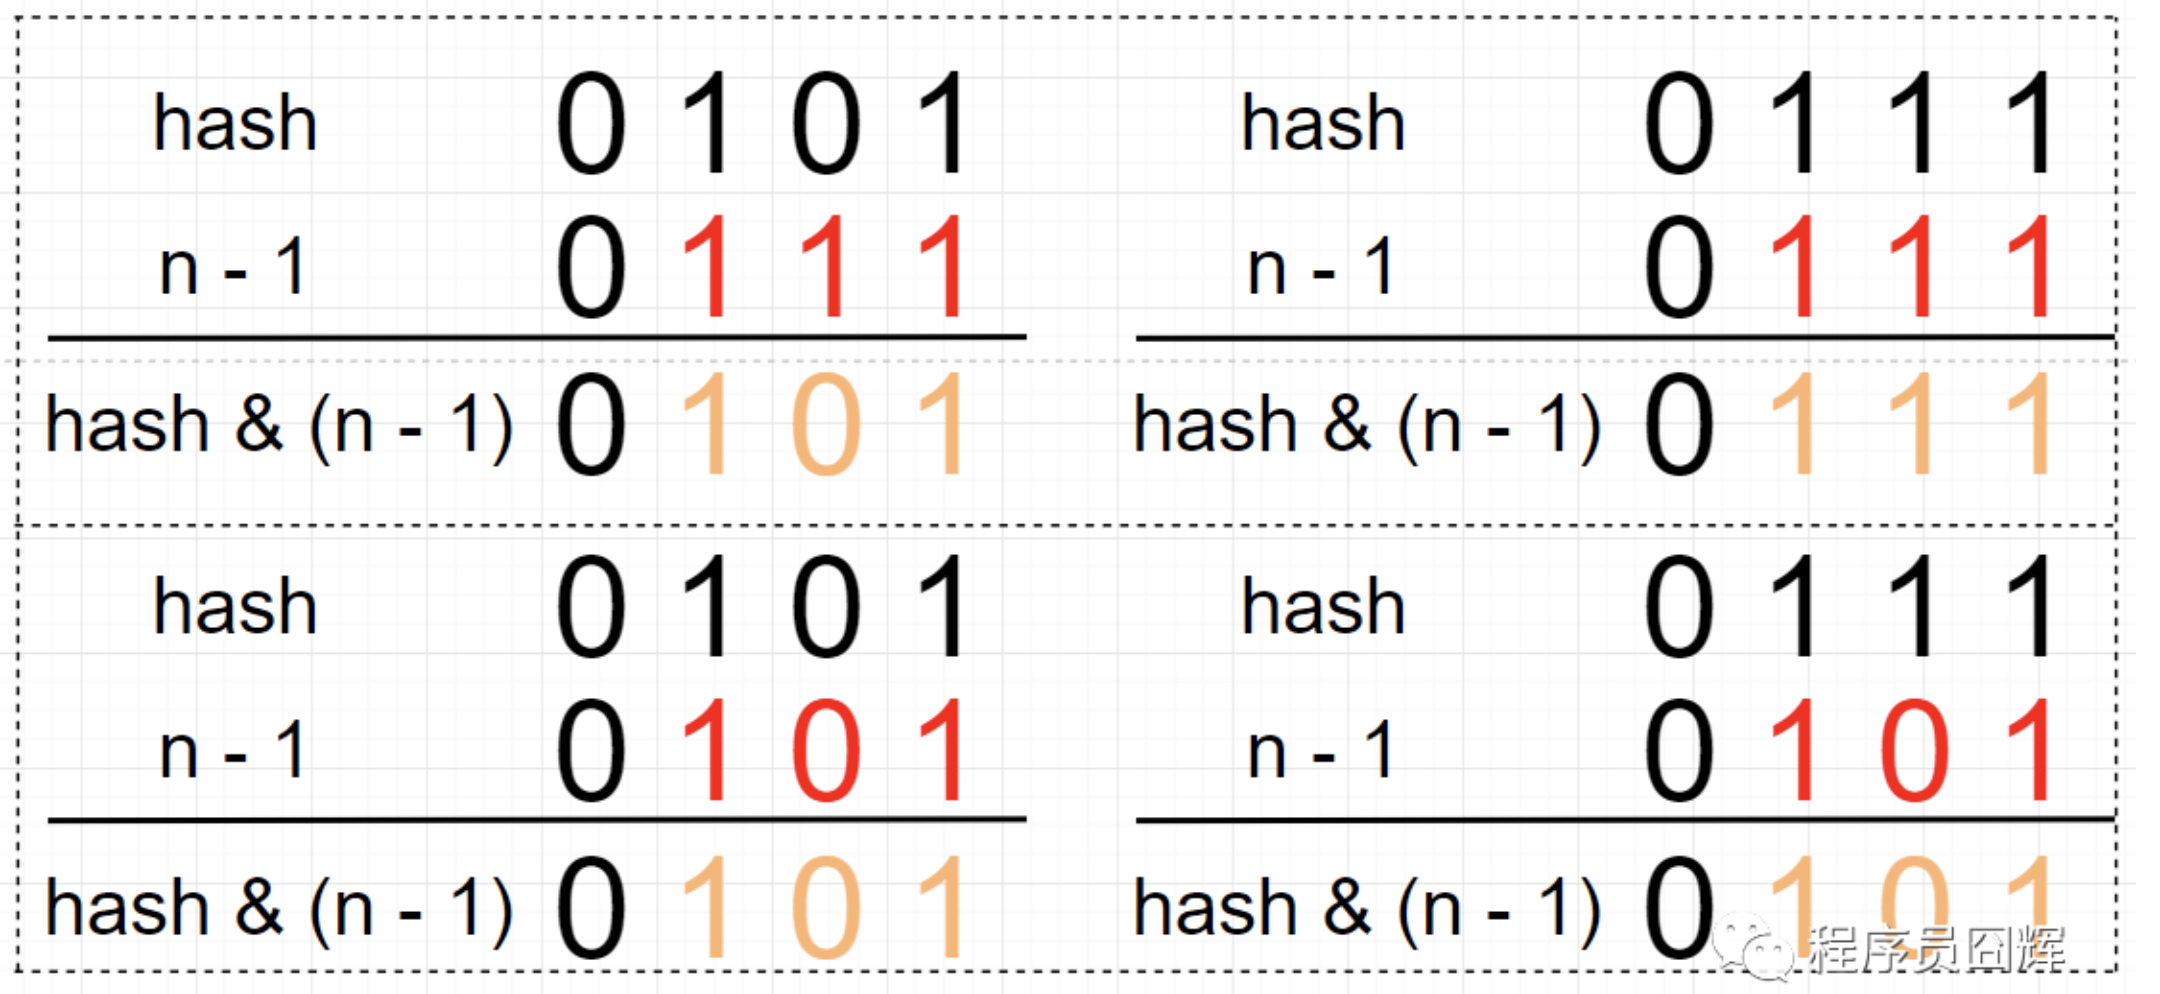 hash 0 1 0 1
n - 1 0 1 1 1
hash & (n - 1) 0 1 0 1
hash 0 1 1 1
n - 1 0 1 1 1
hash & (n - 1) 0 1 1 1
hash 0 1 0 1
n - 1 0 1 0 1
hash & (n - 1) 0 1 0 1
hash 0 1 1 1
n - 1 0 1 0 1
hash & (n - 1) 0 1 0 1
程序员囧辉